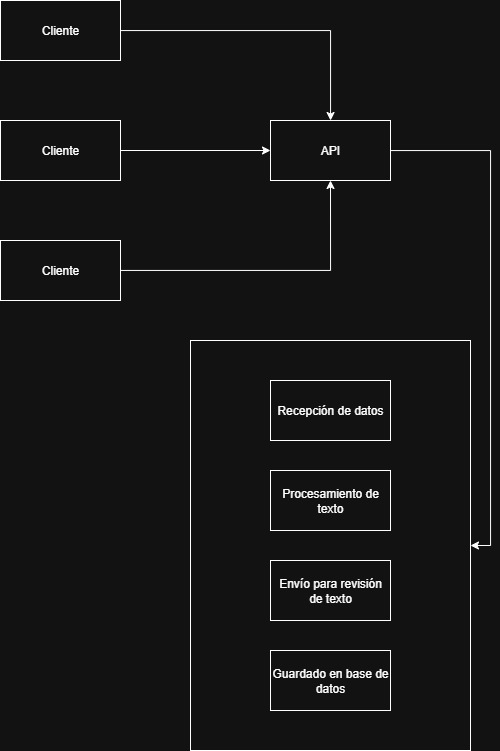 Cliente
Cliente
API
Cliente
Recepción de datos
Procesamiento de
texto
Envío para revisión
de texto
Guardado en base de
datos